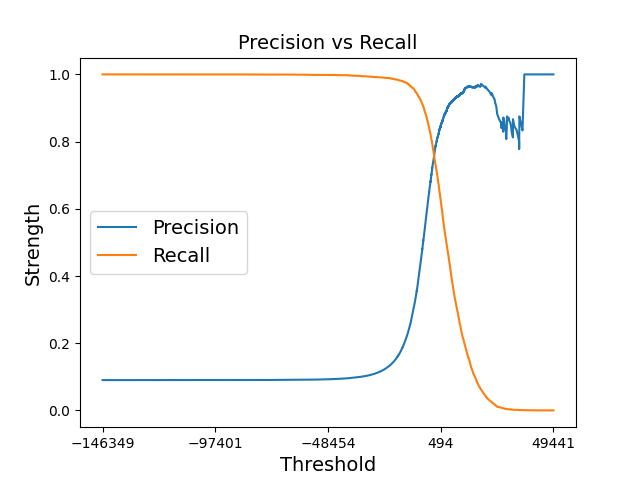 Precision vs Recall
1.0
0.8
0.6
0.4
0.2
0.0
Strength
Precision
Recall
−146349
−97401
−48454
494
49441
Threshold